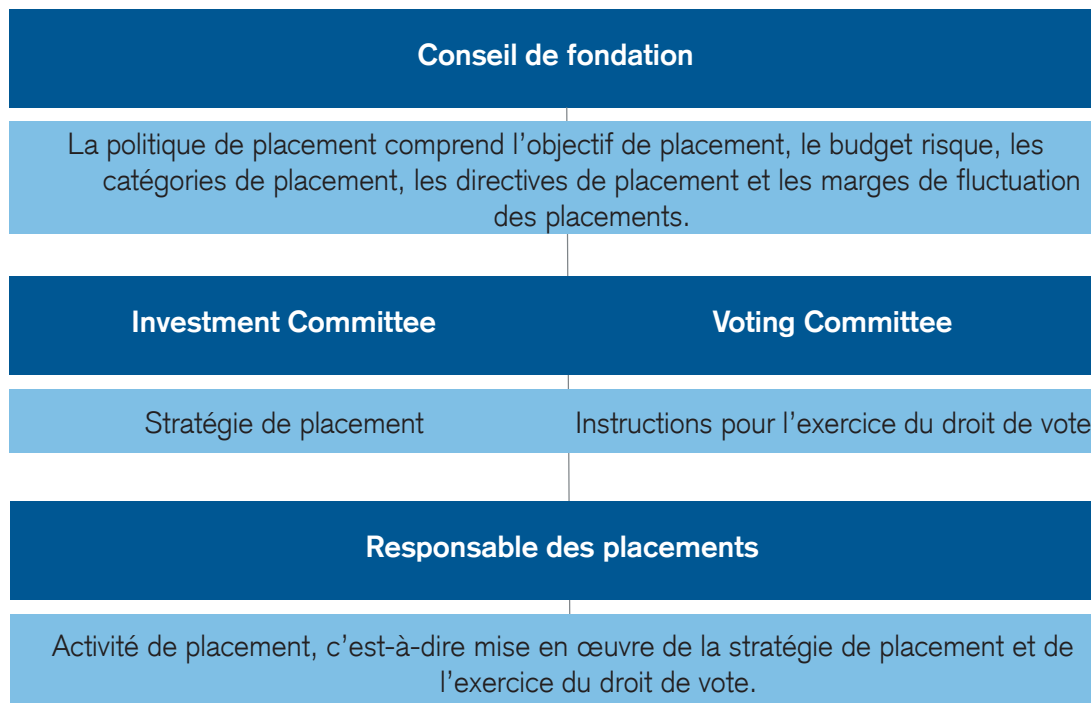 Conseil de fondation
La politique de placement comprend l’objectif de placement, le budget risque, les
catégories de placement, les directives de placement et les marges de fluctuation
des placements.
Investment Committee
Voting Committee
Stratégie de placement
Instructions pour l’exercice du droit de vote
Responsable des placements
Activité de placement, c’est-à-dire mise en œuvre de la stratégie de placement et de
l’exercice du droit de vote.